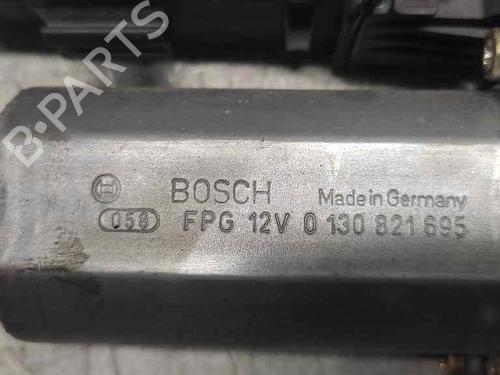 B-PARTS
BOSCH Made in Germany
059 FPG 12V 0 130 821 695